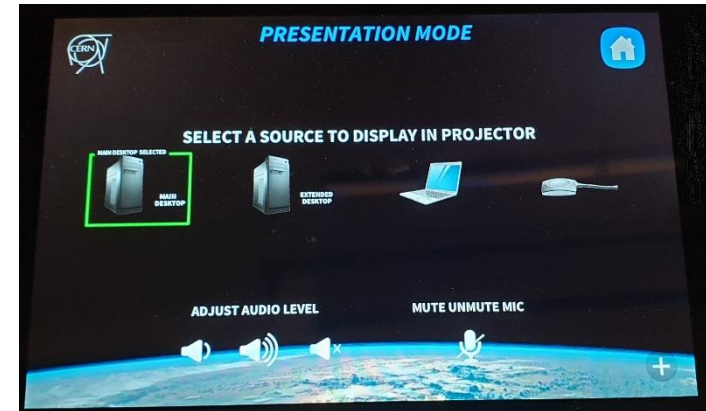 PRESENTATION MODE
CERN
SELECT A SOURCE TO DISPLAY IN PROJECTOR
MAIN DESKTOP SELECTED
MAIN
DESKTOP
EXTENDED
DESKTOP
ADJUST AUDIO LEVEL
MUTE UNMUTE MIC